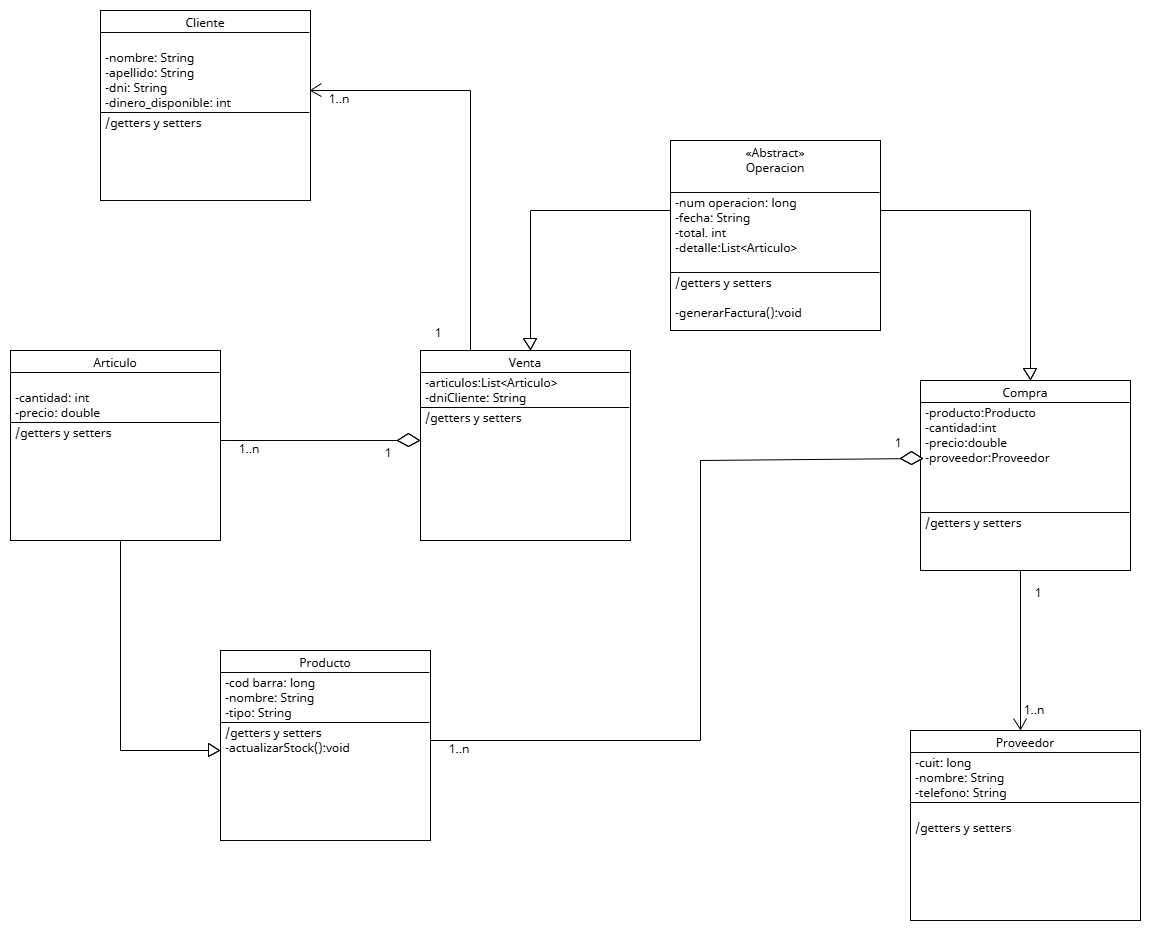 Cliente
-nombre: String
-apellido: String
-dni: String
-dinero_disponible: int
/getters y setters
1..n
«Abstract»
Operacion
-num operacion: long
-fecha: String
-total. int
-detalle:List<Articulo>
/getters y setters
-generarFactura():void
1
Articulo
-cantidad: int
-precio: double
/getters y setters
1..n
1
Venta
-articulos:List<Articulo>
-dniCliente: String
/getters y setters
Compra
-producto:Producto
-cantidad:int
-precio:double
-proveedor:Proveedor
/getters y setters
1
1
1..n
Producto
-cod barra: long
-nombre: String
-tipo: String
/getters y setters
-actualizarStock():void
1..n
Proveedor
-cuit: long
-nombre: String
-telefono: String
/getters y setters